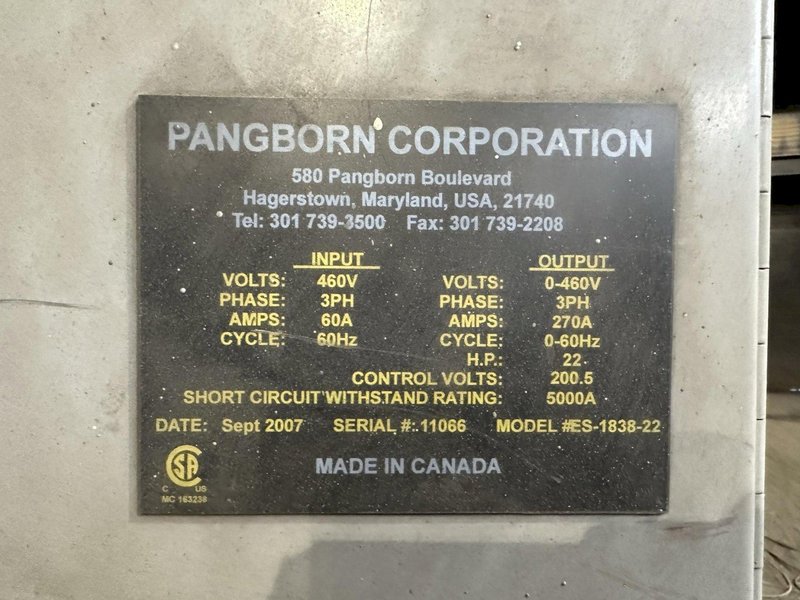 PANGBORN CORPORATION
580 Pangborn Boulevard
Hagerstown, Maryland, USA, 21740
Tel: 301 739-3500 Fax: 301 739-2208
INPUT OUTPUT
VOLTS: 460V VOLTS: 0-460V
PHASE: 3PH PHASE: 3PH
AMPS: 60A AMPS: 270A
CYCLE: 60Hz CYCLE: 0-60Hz
H.P.: 22
CONTROL VOLTS: 200.5
SHORT CIRCUIT WITHSTAND RATING: 5000A
DATE: Sept 2007 SERIAL #: 11066 MODEL #ES-1838-22
SA
C US
MC 163238
MADE IN CANADA